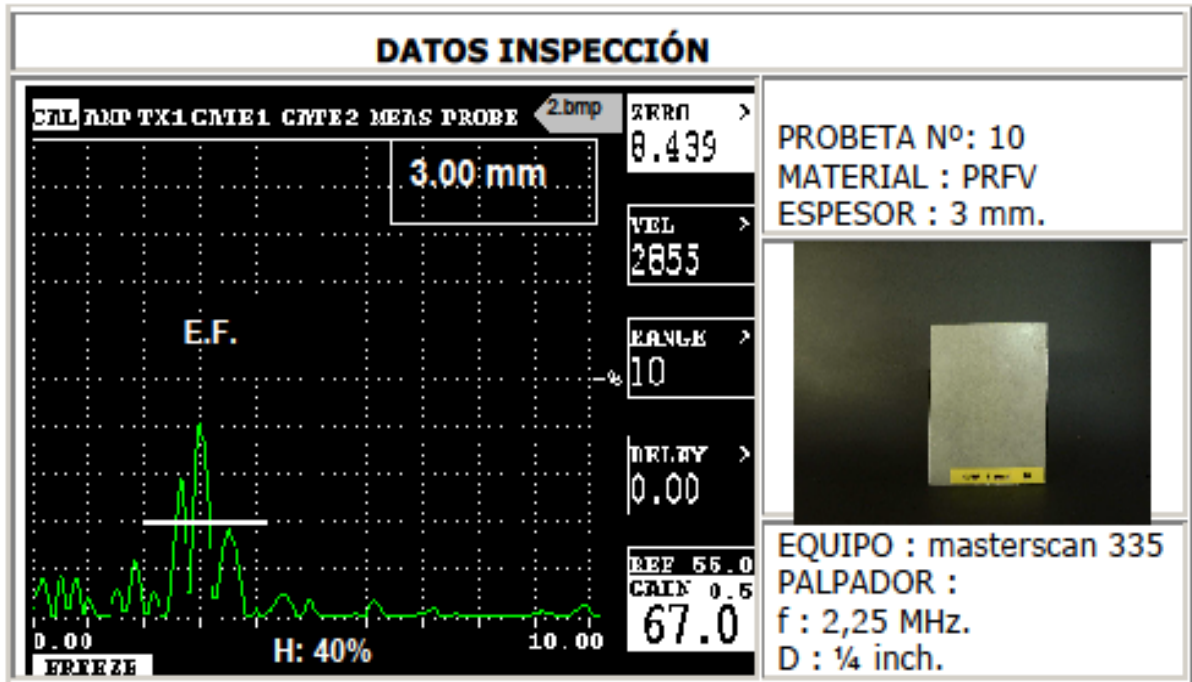 DATOS INSPECCIÓN
CAL AMP TX1 GATE1 GATE2 MEAS PROBE 2.bmp
ZERO >
8.439
3.00 mm
VEL >
2855
E.F.
RANGE >
10
%
DELAY >
0.00
REF 56.0
GAIN 0.5
67.0
0.00 10.00
H: 40%
FREEZE
PROBETA Nº: 10
MATERIAL : PRFV
ESPESOR : 3 mm.
EQUIPO : masterscan 335
PALPADOR :
f : 2,25 MHz.
D : ¼ inch.